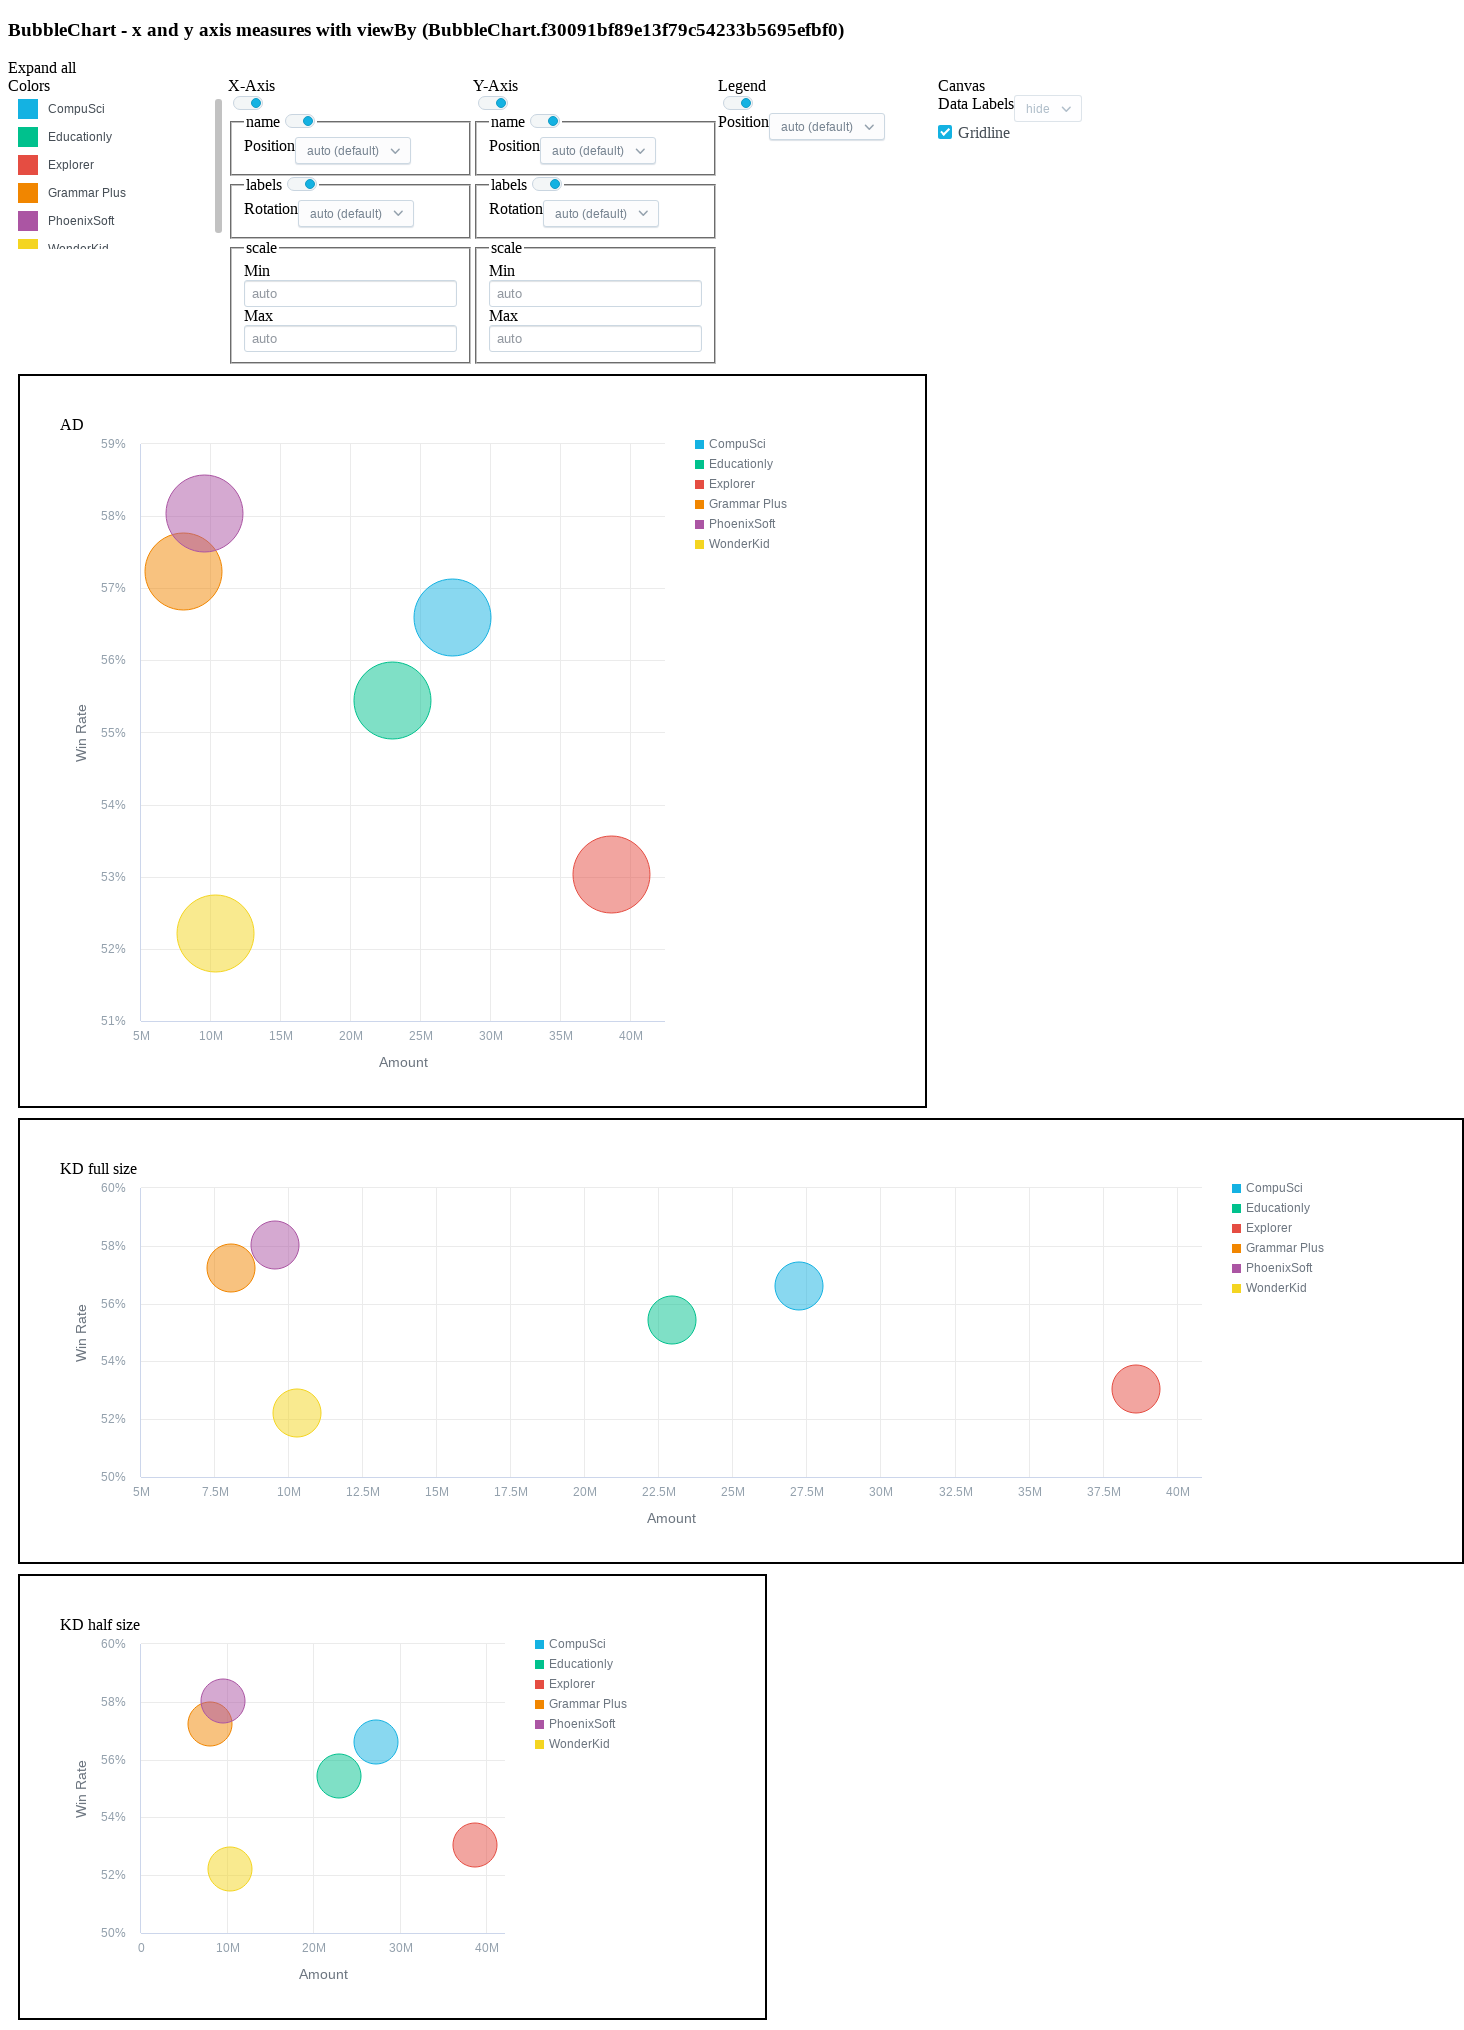 BubbleChart - x and y axis measures with viewBy (BubbleChart.f30091bf89e13f79c54233b5695efbf0)
Expand all
Colors
CompuSci
Educationly
Explorer
Grammar Plus
PhoenixSoft
WonderKid
X-Axis
name
Position auto (default)
labels
Rotation auto (default)
scale
Min
auto
Max
auto
Y-Axis
name
Position auto (default)
labels
Rotation auto (default)
scale
Min
auto
Max
auto
Legend
Position auto (default)
Canvas
Data Labels hide
Gridline
AD
59%
58%
57%
56%
55%
54%
53%
52%
51%
Win Rate
5M 10M 15M 20M 25M 30M 35M 40M
Amount
CompuSci
Educationly
Explorer
Grammar Plus
PhoenixSoft
WonderKid
KD full size
60%
58%
56%
54%
52%
50%
Win Rate
5M 7.5M 10M 12.5M 15M 17.5M 20M 22.5M 25M 27.5M 30M 32.5M 35M 37.5M 40M
Amount
CompuSci
Educationly
Explorer
Grammar Plus
PhoenixSoft
WonderKid
KD half size
60%
58%
56%
54%
52%
50%
Win Rate
0 10M 20M 30M 40M
Amount
CompuSci
Educationly
Explorer
Grammar Plus
PhoenixSoft
WonderKid